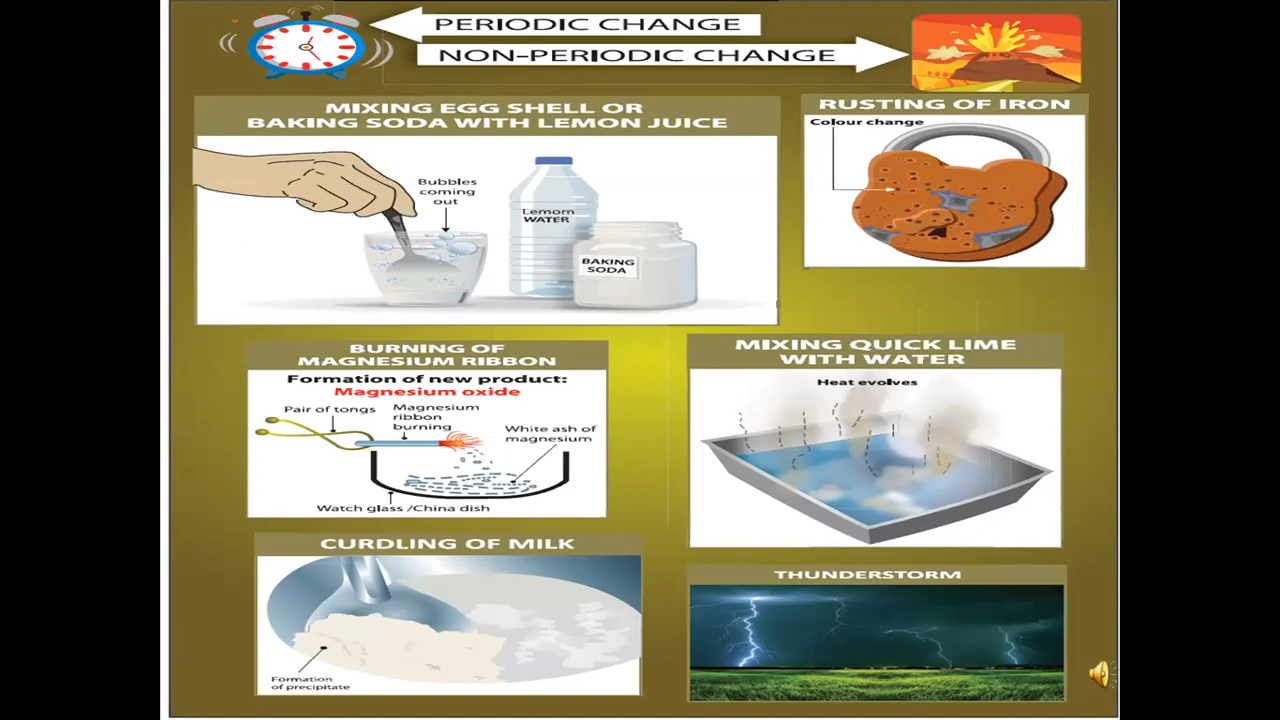 PERIODIC CHANGE
NON-PERIODIC CHANGE
MIXING EGG SHELL OR
BAKING SODA WITH LEMON JUICE
Bubbles
coming
out
Lemom
WATER
BAKING
SODA
RUSTING OF IRON
Colour change
BURNING OF
MAGNESIUM RIBBON
Formation of new product:
Magnesium oxide
Pair of tongs
Magnesium
ribbon
burning
White ash of
magnesium
Watch glass /China dish
MIXING QUICK LIME
WITH WATER
Heat evolves
CURDLING OF MILK
Formation
of precipitate
THUNDERSTORM